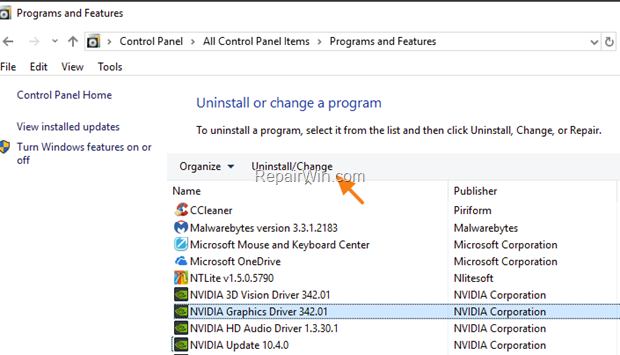 Programs and Features
Control Panel > All Control Panel Items > Programs and Features
File Edit View Tools
Control Panel Home
View installed updates
Turn Windows features on or
off
Uninstall or change a program
To uninstall a program, select it from the list and then click Uninstall, Change, or Repair.
Organize Uninstall/Change
RepairWin.com
Name Publisher
CCleaner Piriform
Malwarebytes version 3.3.1.2183 Malwarebytes
Microsoft Mouse and Keyboard Center Microsoft Corporation
Microsoft OneDrive Microsoft Corporation
NTLite v1.5.0.5790 Nlitesoft
NVIDIA 3D Vision Driver 342.01 NVIDIA Corporation
NVIDIA Graphics Driver 342.01 NVIDIA Corporation
NVIDIA HD Audio Driver 1.3.30.1 NVIDIA Corporation
NVIDIA Update 10.4.0 NVIDIA Corporation